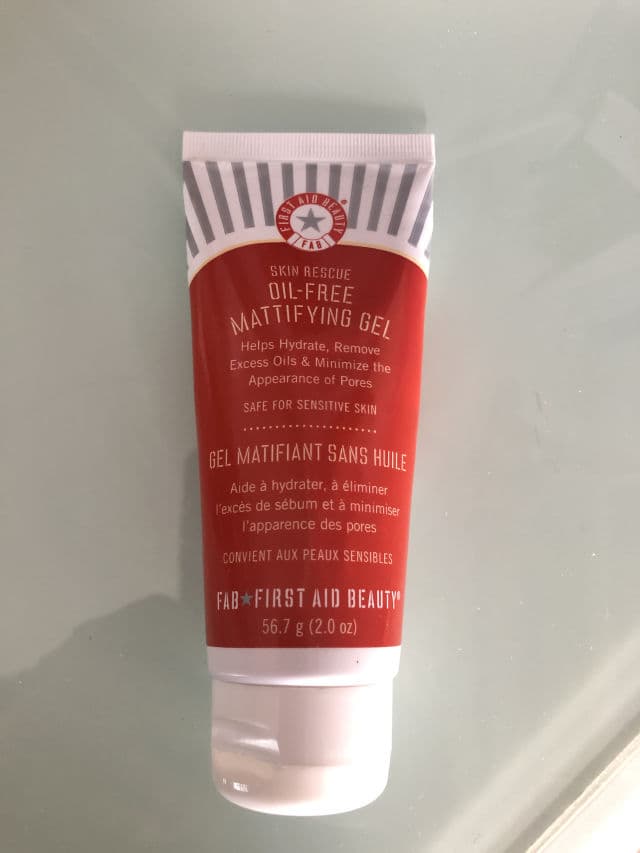 FIRST AID BEAUTY®
FAB
SKIN RESCUE
OIL-FREE
MATTIFYING GEL
Helps Hydrate, Remove
Excess Oils & Minimize the
Appearance of Pores
SAFE FOR SENSITIVE SKIN
GEL MATIFIANT SANS HUILE
Aide à hydrater, à éliminer
l'excès de sébum et à minimiser
l'apparence des pores
CONVIENT AUX PEAUX SENSIBLES
FAB★FIRST AID BEAUTY®
56.7 g (2.0 oz)